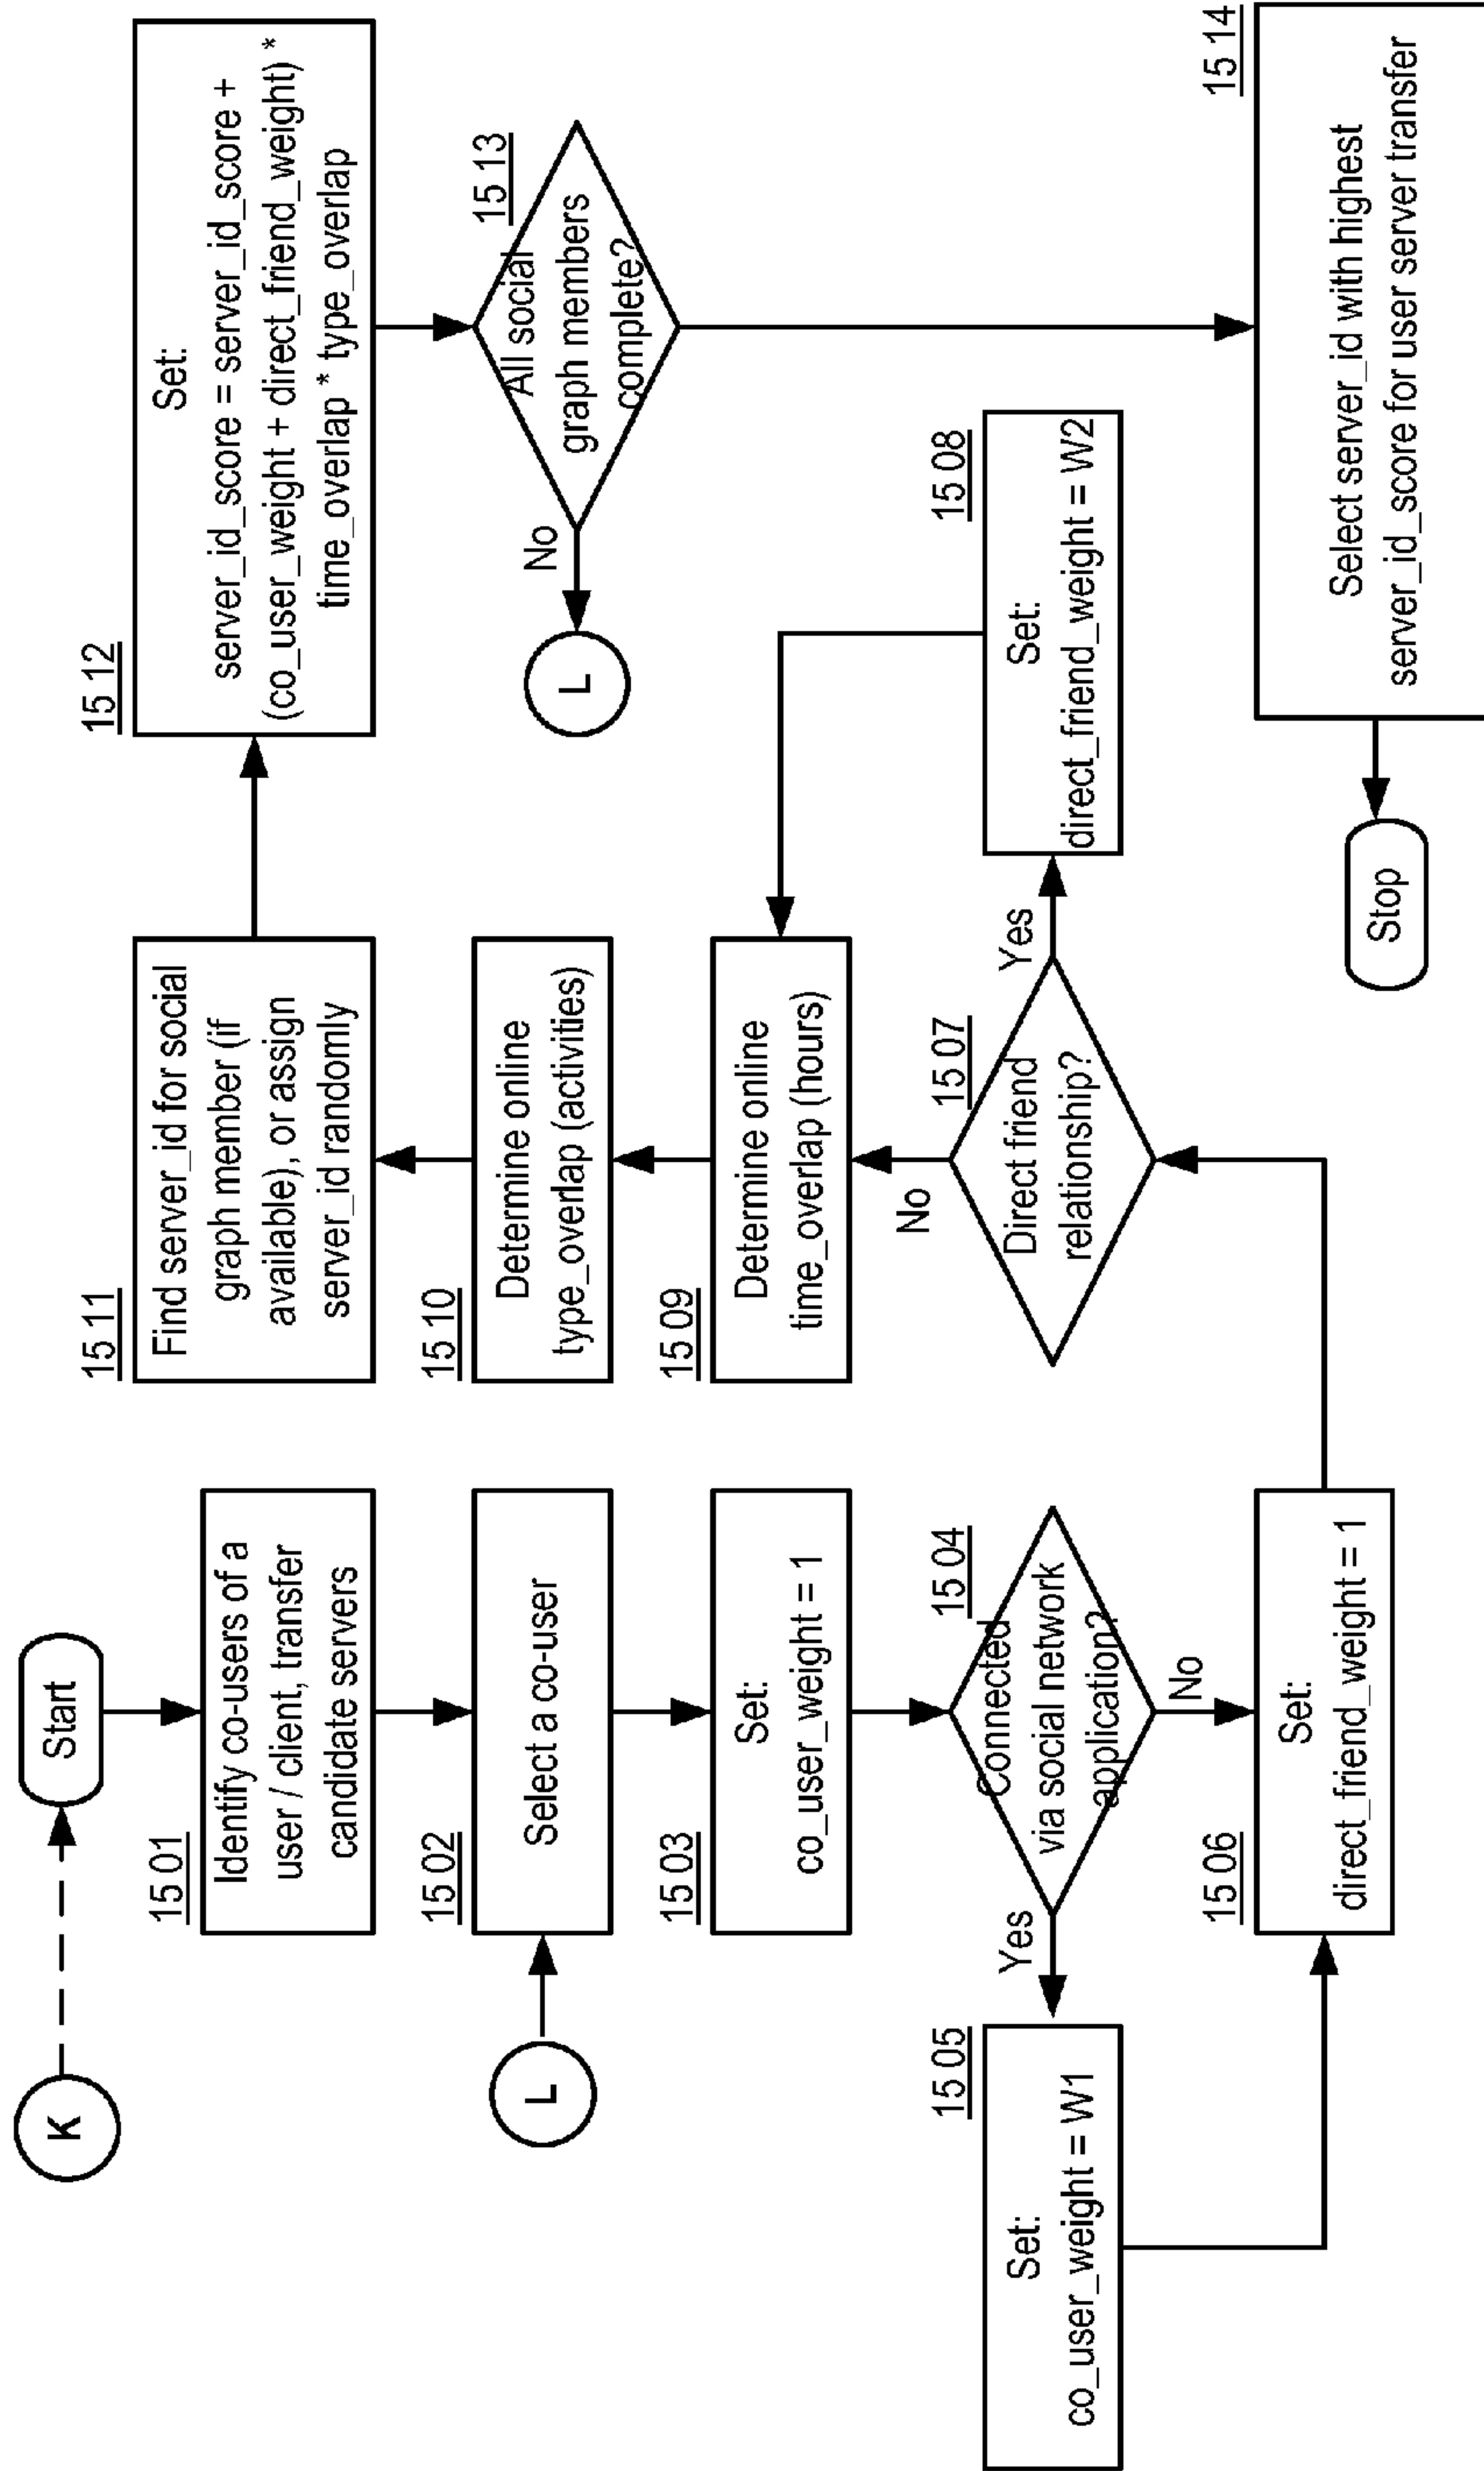 K
Start
15 01
Identify co-users of a
user / client, transfer
candidate servers
L
15 02
Select a co-user
15 03
Set:
co_user_weight = 1
15 04
Connected
via social network
application?
Yes
No
15 05
Set:
co_user_weight = W1
15 06
Set:
direct_friend_weight = 1
15 07
Direct friend
relationship?
Yes
No
15 08
Set:
direct_friend_weight = W2
15 09
Determine online
time_overlap (hours)
15 10
Determine online
type_overlap (activities)
15 11
Find server_id for social
graph member (if
available), or assign
server_id randomly
15 12
Set:
server_id_score = server_id_score +
(co_user_weight + direct_friend_weight) *
time_overlap * type_overlap
15 13
All social
graph members
complete?
No
L
15 14
Select server_id with highest
server_id_score for user server transfer
Stop